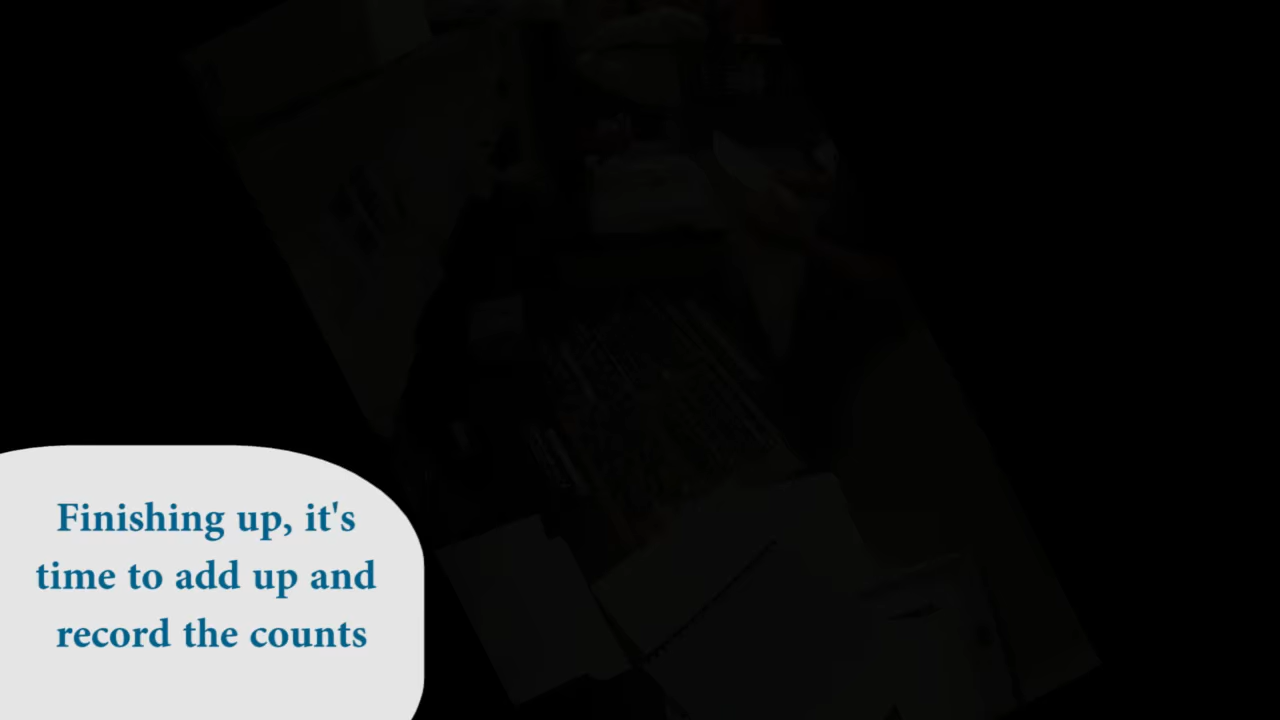 Finishing up, it's
time to add up and
record the counts